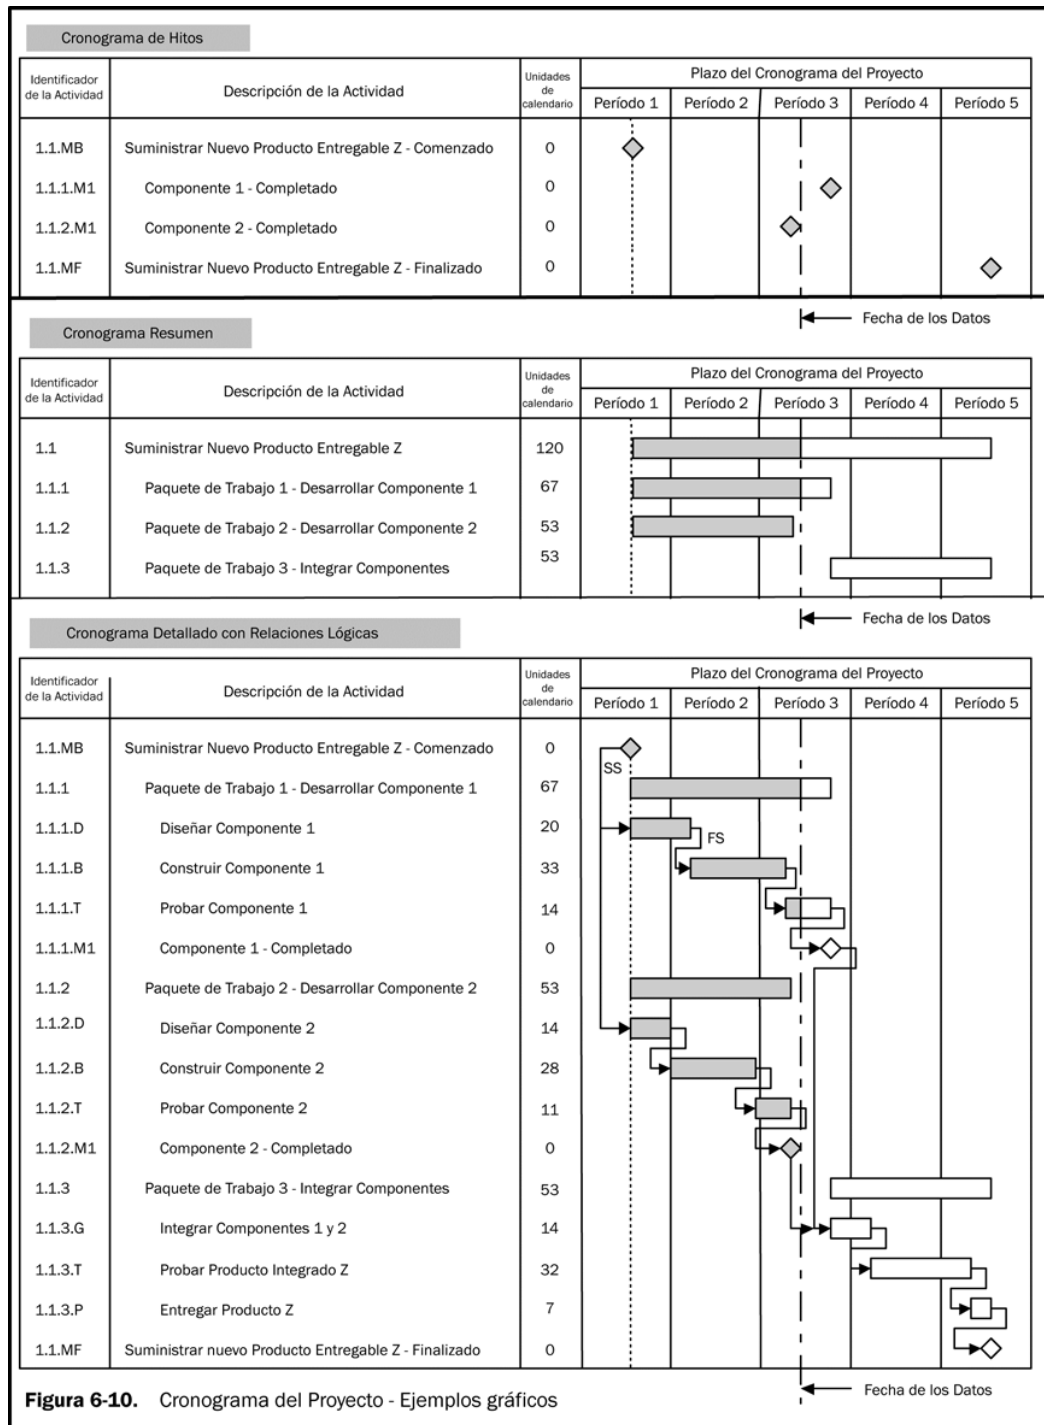 Cronograma de Hitos
Identificador de la Actividad Descripción de la Actividad Unidades de calendario Plazo del Cronograma del Proyecto
Período 1 Período 2 Período 3 Período 4 Período 5
1.1.MB Suministrar Nuevo Producto Entregable Z - Comenzado 0
1.1.1.M1 Componente 1 - Completado 0
1.1.2.M1 Componente 2 - Completado 0
1.1.MF Suministrar Nuevo Producto Entregable Z - Finalizado 0
Fecha de los Datos
Cronograma Resumen
Identificador de la Actividad Descripción de la Actividad Unidades de calendario Plazo del Cronograma del Proyecto
Período 1 Período 2 Período 3 Período 4 Período 5
1.1 Suministrar Nuevo Producto Entregable Z 120
1.1.1 Paquete de Trabajo 1 - Desarrollar Componente 1 67
1.1.2 Paquete de Trabajo 2 - Desarrollar Componente 2 53
1.1.3 Paquete de Trabajo 3 - Integrar Componentes 53
Fecha de los Datos
Cronograma Detallado con Relaciones Lógicas
Identificador de la Actividad Descripción de la Actividad Unidades de calendario Plazo del Cronograma del Proyecto
Período 1 Período 2 Período 3 Período 4 Período 5
1.1.MB Suministrar Nuevo Producto Entregable Z - Comenzado 0
SS
1.1.1 Paquete de Trabajo 1 - Desarrollar Componente 1 67
1.1.1.D Diseñar Componente 1 20
FS
1.1.1.B Construir Componente 1 33
1.1.1.T Probar Componente 1 14
1.1.1.M1 Componente 1 - Completado 0
1.1.2 Paquete de Trabajo 2 - Desarrollar Componente 2 53
1.1.2.D Diseñar Componente 2 14
1.1.2.B Construir Componente 2 28
1.1.2.T Probar Componente 2 11
1.1.2.M1 Componente 2 - Completado 0
1.1.3 Paquete de Trabajo 3 - Integrar Componentes 53
1.1.3.G Integrar Componentes 1 y 2 14
1.1.3.T Probar Producto Integrado Z 32
1.1.3.P Entregar Producto Z 7
1.1.MF Suministrar nuevo Producto Entregable Z - Finalizado 0
Fecha de los Datos
Figura 6-10. Cronograma del Proyecto - Ejemplos gráficos